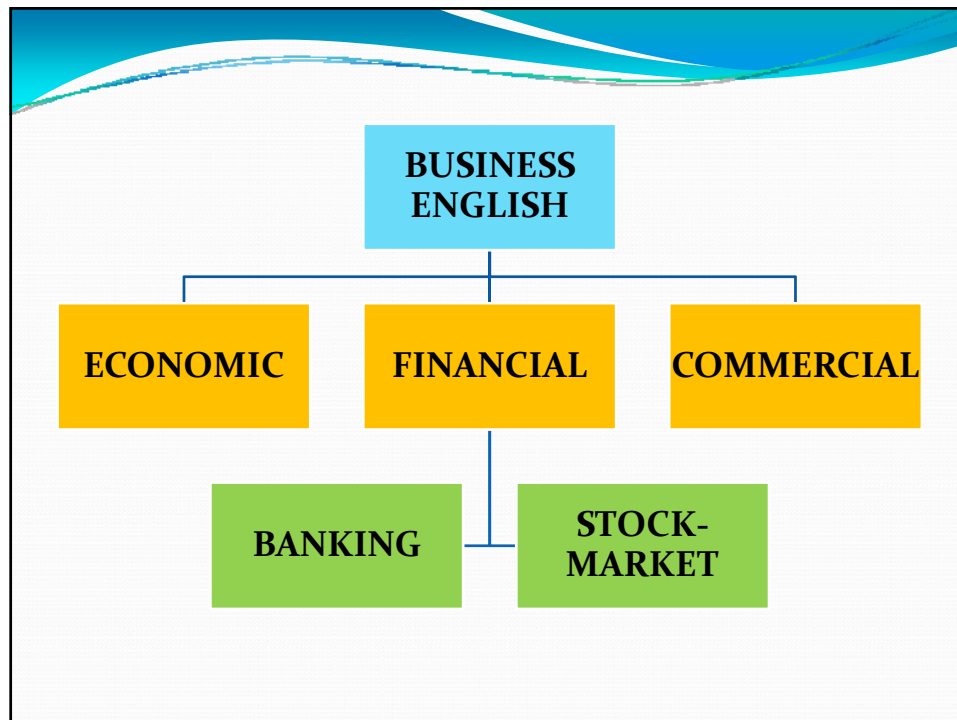 BUSINESS
ENGLISH
ECONOMIC
FINANCIAL
COMMERCIAL
BANKING
STOCK-
MARKET